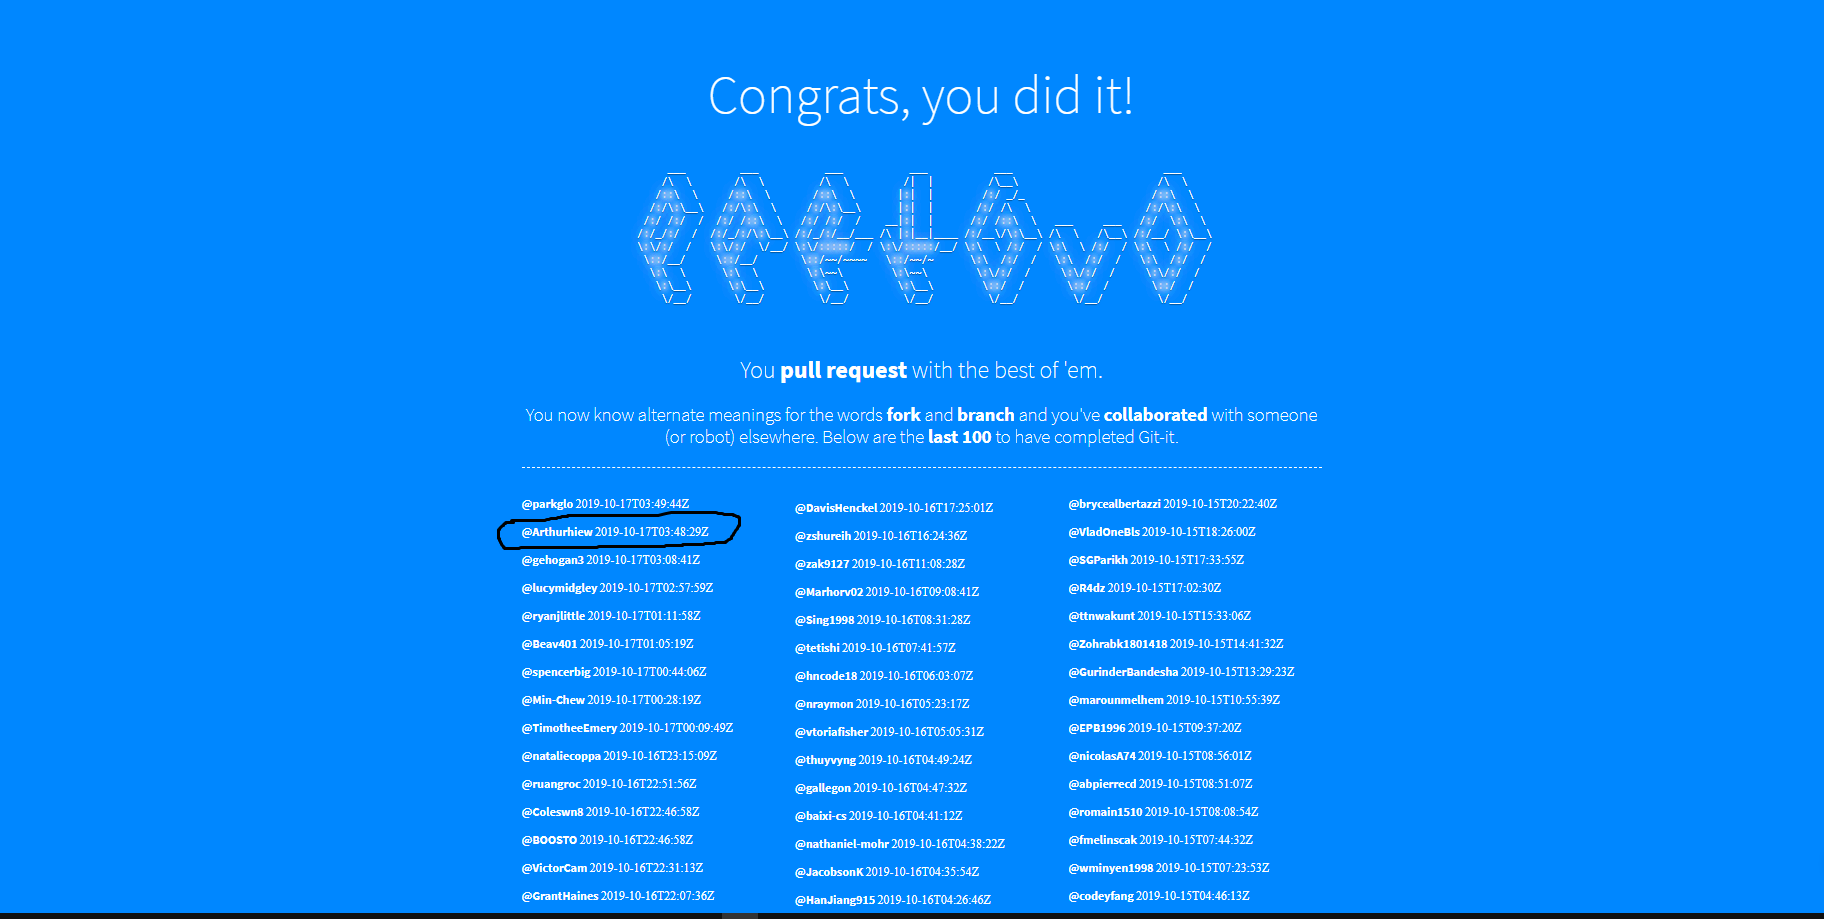 Congrats, you did it!
You pull request with the best of 'em.
You now know alternate meanings for the words fork and branch and you've collaborated with someone
(or robot) elsewhere. Below are the last 100 to have completed Git-it.
@parkglo 2019-10-17T03:49:44Z
@Arthurhiew 2019-10-17T03:48:29Z
@gehogan3 2019-10-17T03:08:41Z
@lucymidgley 2019-10-17T02:57:59Z
@ryanjlittle 2019-10-17T01:11:58Z
@Beav401 2019-10-17T01:05:19Z
@spencerbig 2019-10-17T00:44:06Z
@Min-Chew 2019-10-17T00:28:19Z
@TimotheeEmery 2019-10-17T00:09:49Z
@nataliecoppa 2019-10-16T23:15:09Z
@ruangroc 2019-10-16T22:51:56Z
@Coleswn8 2019-10-16T22:46:58Z
@BOOSTO 2019-10-16T22:46:58Z
@VictorCam 2019-10-16T22:31:13Z
@GrantHaines 2019-10-16T22:07:36Z
@DavisHenckel 2019-10-16T17:25:01Z
@zshureih 2019-10-16T16:24:36Z
@zak9127 2019-10-16T11:08:28Z
@Marhorv02 2019-10-16T09:08:41Z
@Sing1998 2019-10-16T08:31:28Z
@tetishi 2019-10-16T07:41:57Z
@hncode18 2019-10-16T06:03:07Z
@nraymon 2019-10-16T05:23:17Z
@vtoriafisher 2019-10-16T05:05:31Z
@thuyvyng 2019-10-16T04:49:24Z
@gallegon 2019-10-16T04:47:32Z
@baixi-cs 2019-10-16T04:41:12Z
@nathaniel-mohr 2019-10-16T04:38:22Z
@JacobsonK 2019-10-16T04:35:54Z
@HanJiang915 2019-10-16T04:26:46Z
@brycealbertazzi 2019-10-15T20:22:40Z
@VladOneBls 2019-10-15T18:26:00Z
@SGParikh 2019-10-15T17:33:55Z
@R4dz 2019-10-15T17:02:30Z
@ttnwakunt 2019-10-15T15:33:06Z
@Zohrabk1801418 2019-10-15T14:41:32Z
@GurinderBandesha 2019-10-15T13:29:23Z
@marounmelhem 2019-10-15T10:55:39Z
@EPB1996 2019-10-15T09:37:20Z
@nicolasA74 2019-10-15T08:56:01Z
@abpierrecd 2019-10-15T08:51:07Z
@romain1510 2019-10-15T08:08:54Z
@fmelinscak 2019-10-15T07:44:32Z
@wminyen1998 2019-10-15T07:23:53Z
@codeyfang 2019-10-15T04:46:13Z